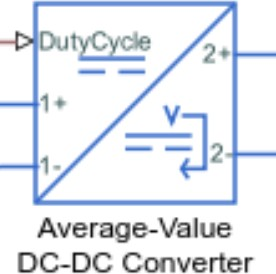 DutyCycle
2+
1+
V
1-
2-
Average-Value
DC-DC Converter